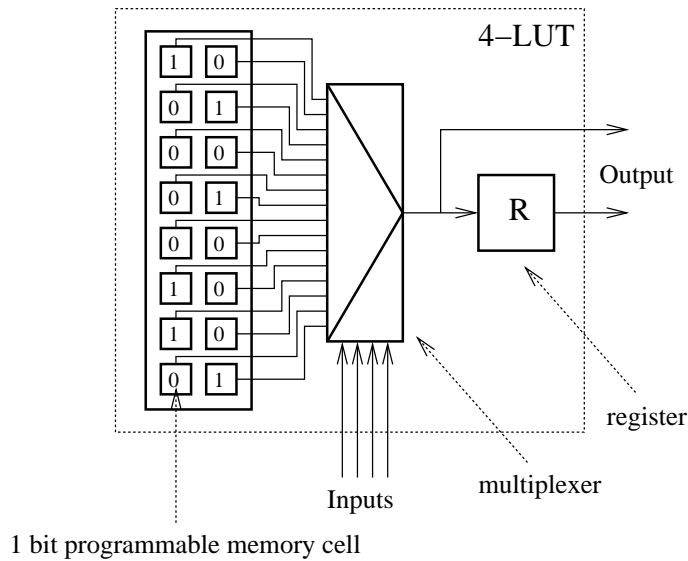 4–LUT
1 0
0 1
0 0
0 1
0 0
1 0
1 0
0 1
R
Output
register
multiplexer
Inputs
1 bit programmable memory cell